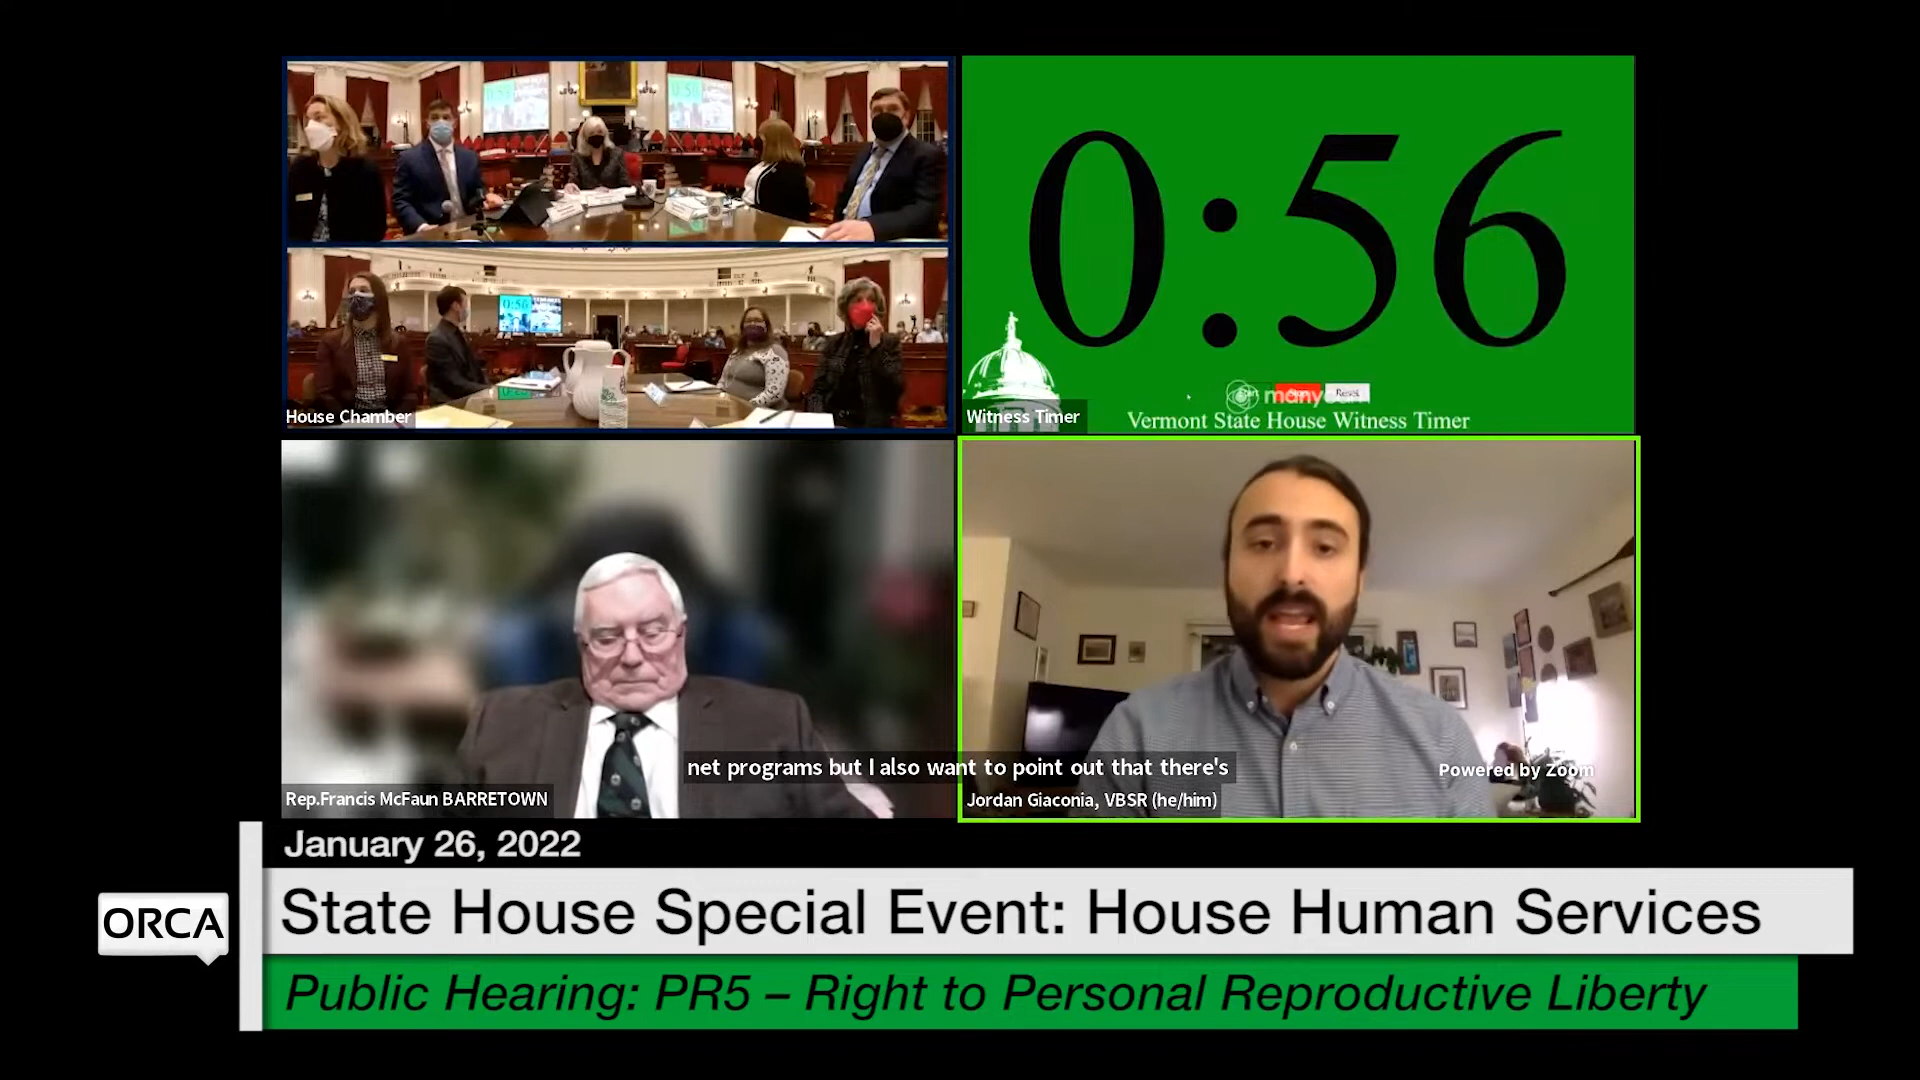 House Chamber
0:56
manyc
Reset
Witness Timer
Vermont State House Witness Timer
net programs but I also want to point out that there's
Rep.Francis McFaun BARRETOWN
Powered by Zoom
Jordan Giaconia, VBSR (he/him)
January 26, 2022
ORCA
State House Special Event: House Human Services
Public Hearing: PR5 – Right to Personal Reproductive Liberty